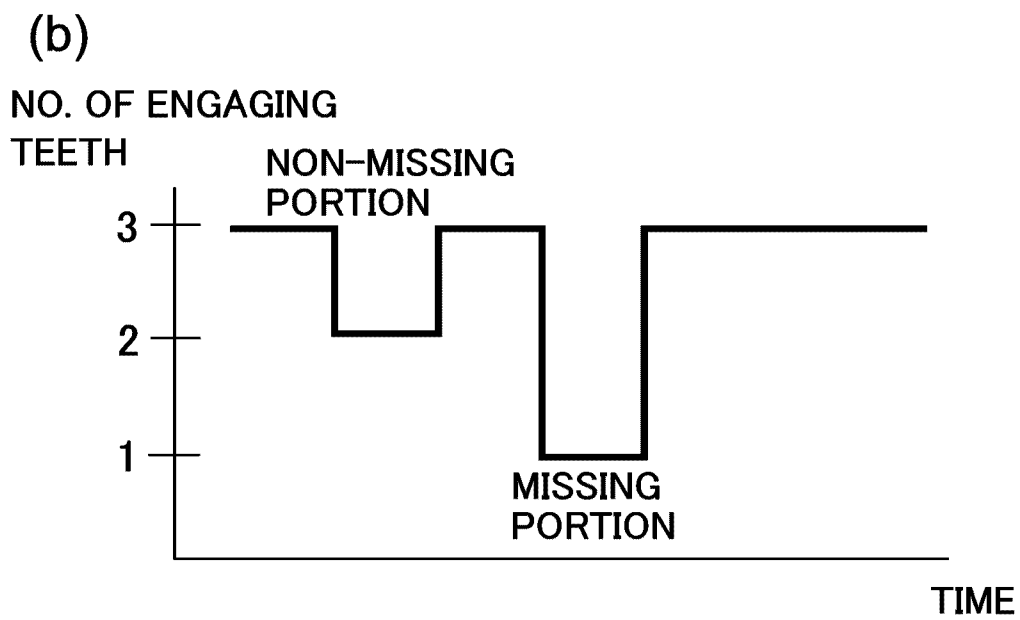 (b)
NO. OF ENGAGING
TEETH
NON-MISSING
PORTION
3
2
1
MISSING
PORTION
TIME